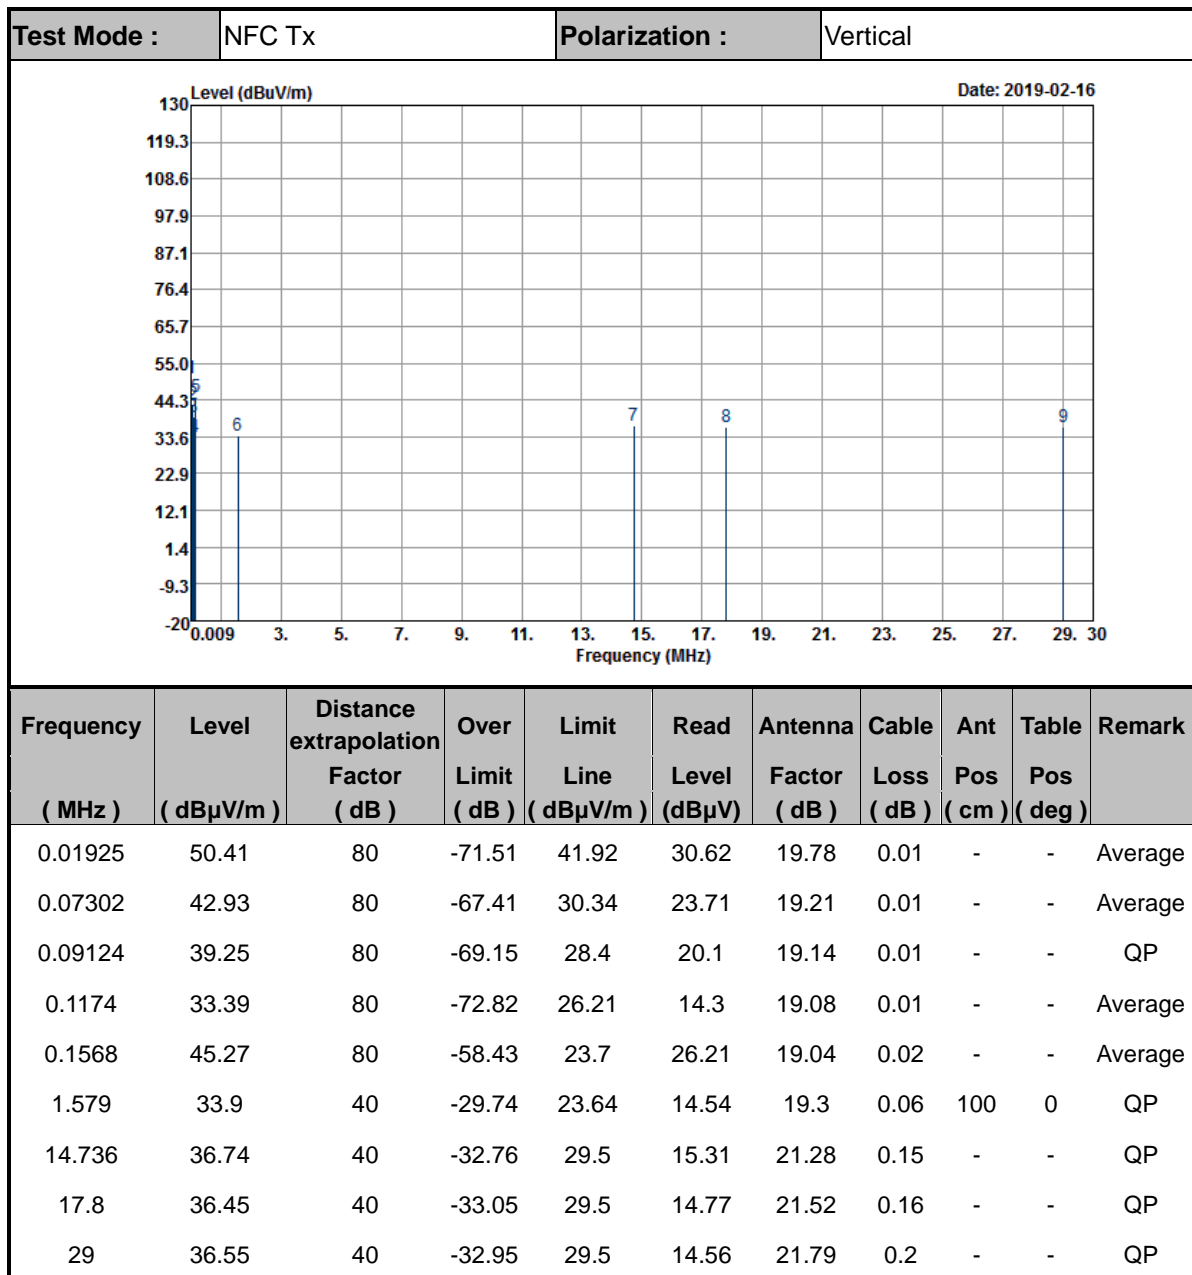 Test Mode : NFC Tx Polarization : Vertical
Level (dBuV/m) Date: 2019-02-16
130
119.3
108.6
97.9
87.1
76.4
65.7
55.0
44.3
33.6
22.9
12.1
1.4
-9.3
-20
5
6
7
8
9
0.009 3. 5. 7. 9. 11. 13. 15. 17. 19. 21. 23. 25. 27. 29. 30
Frequency (MHz)
Frequency Level Distance extrapolation Over Limit Read Antenna Cable Ant Table Remark
Factor Limit Line Level Factor Loss Pos Pos
( MHz ) ( dBµV/m ) ( dB ) ( dB ) ( dBµV/m ) (dBµV) ( dB ) ( dB ) ( cm ) ( deg )
0.01925 50.41 80 -71.51 41.92 30.62 19.78 0.01 - - Average
0.07302 42.93 80 -67.41 30.34 23.71 19.21 0.01 - - Average
0.09124 39.25 80 -69.15 28.4 20.1 19.14 0.01 - - QP
0.1174 33.39 80 -72.82 26.21 14.3 19.08 0.01 - - Average
0.1568 45.27 80 -58.43 23.7 26.21 19.04 0.02 - - Average
1.579 33.9 40 -29.74 23.64 14.54 19.3 0.06 100 0 QP
14.736 36.74 40 -32.76 29.5 15.31 21.28 0.15 - - QP
17.8 36.45 40 -33.05 29.5 14.77 21.52 0.16 - - QP
29 36.55 40 -32.95 29.5 14.56 21.79 0.2 - - QP